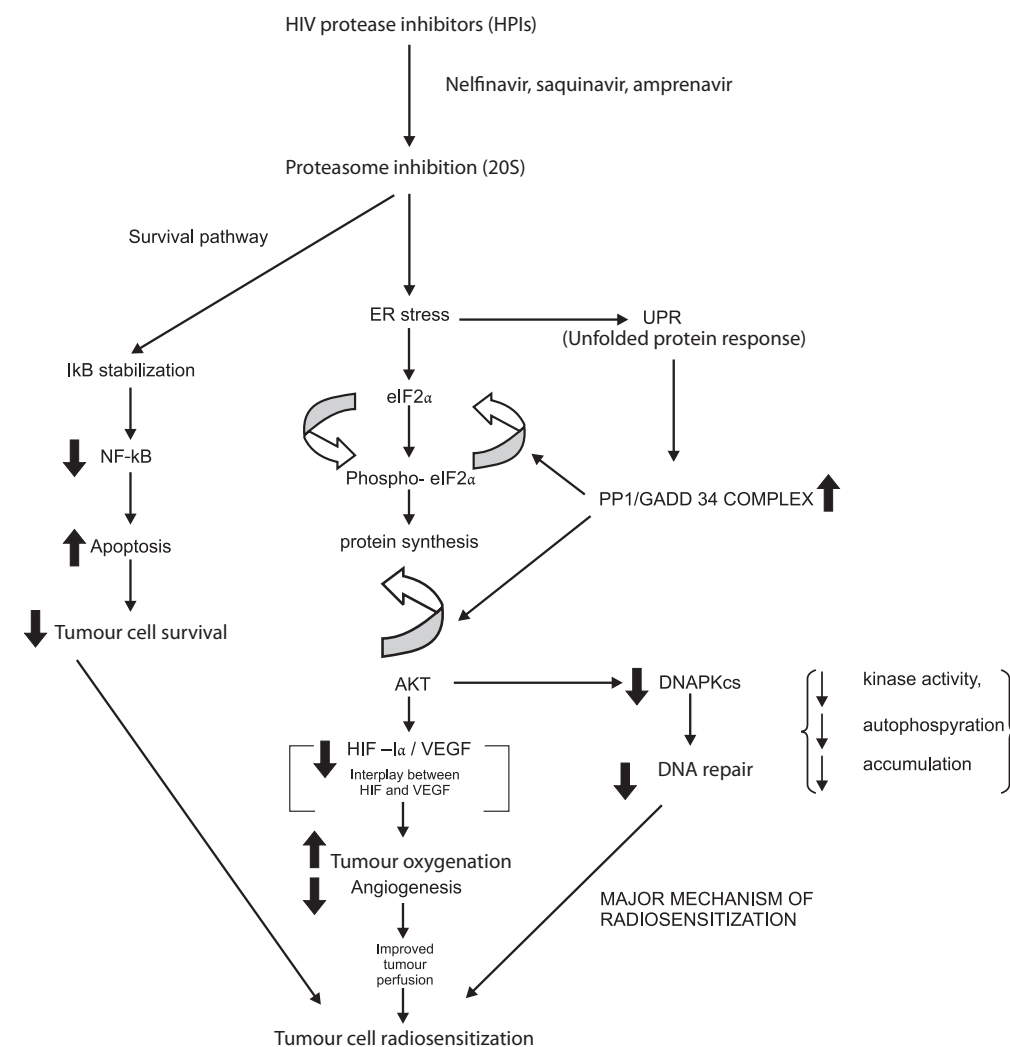 HIV protease inhibitors (HPIs)
Nelfinavir, saquinavir, amprenavir
Proteasome inhibition (20S)
Survival pathway
ER stress
UPR
(Unfolded protein response)
IkB stabilization
eIF2α
NF-kB
Phospho- eIF2α
PP1/GADD 34 COMPLEX
Apoptosis
protein synthesis
Tumour cell survival
AKT
DNAPKcs
kinase activity,
autophospyration
accumulation
HIF –Iα / VEGF
Interplay between
HIF and VEGF
DNA repair
Tumour oxygenation
Angiogenesis
MAJOR MECHANISM OF
RADIOSENSITIZATION
Improved
tumour
perfusion
Tumour cell radiosensitization